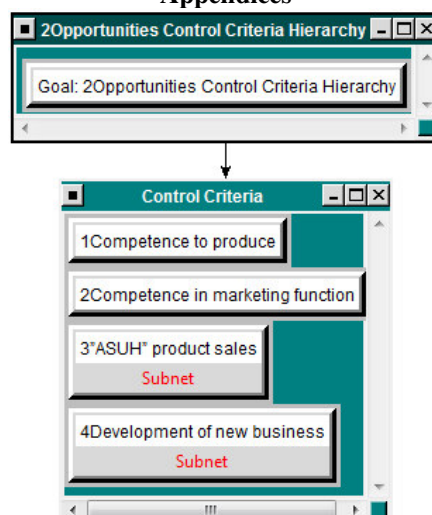 Appendices
2Opportunities Control Criteria Hierarchy
Goal: 2Opportunities Control Criteria Hierarchy
Control Criteria
1Competence to produce
2Competence in marketing function
3"ASUH" product sales
Subnet
4Development of new business
Subnet